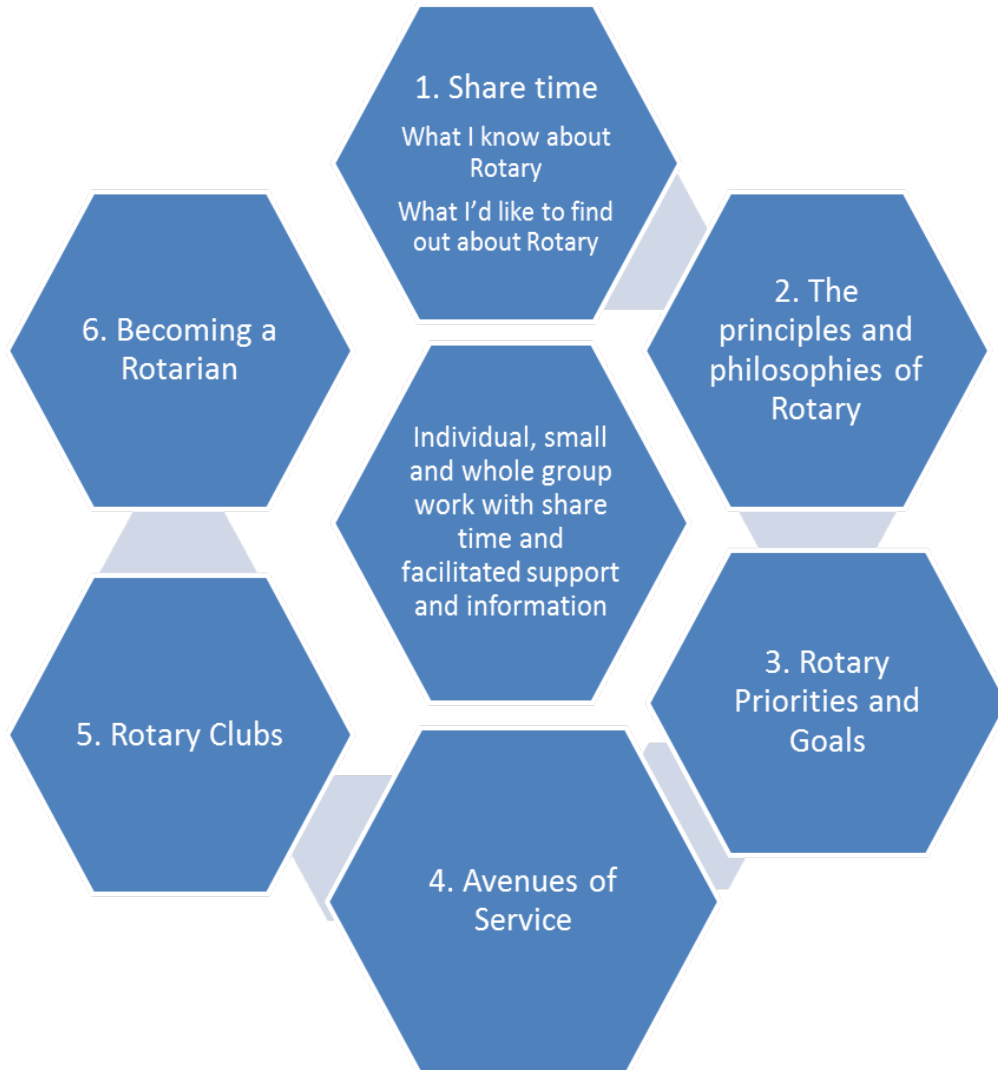 1. Share time
What I know about
Rotary
What I'd like to find
out about Rotary
2. The
principles and
philosophies of
Rotary
3. Rotary
Priorities and
Goals
4. Avenues of
Service
5. Rotary Clubs
6. Becoming a
Rotarian
Individual, small
and whole group
work with share
time and
facilitated support
and information